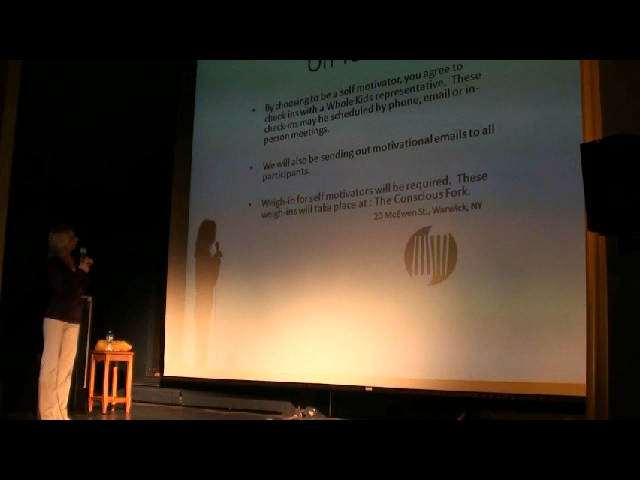 By choosing to be a self motivator, you agree to
check-ins with a Whole Kids representative. These
check-ins may be scheduled by phone, email or in-
person meetings.
We will also be sending out motivational emails to all
participants.
Weigh-in for self motivators will be required. These
weigh-ins will take place at : The Conscious Fork.
20 McEwen St., Warwick, NY